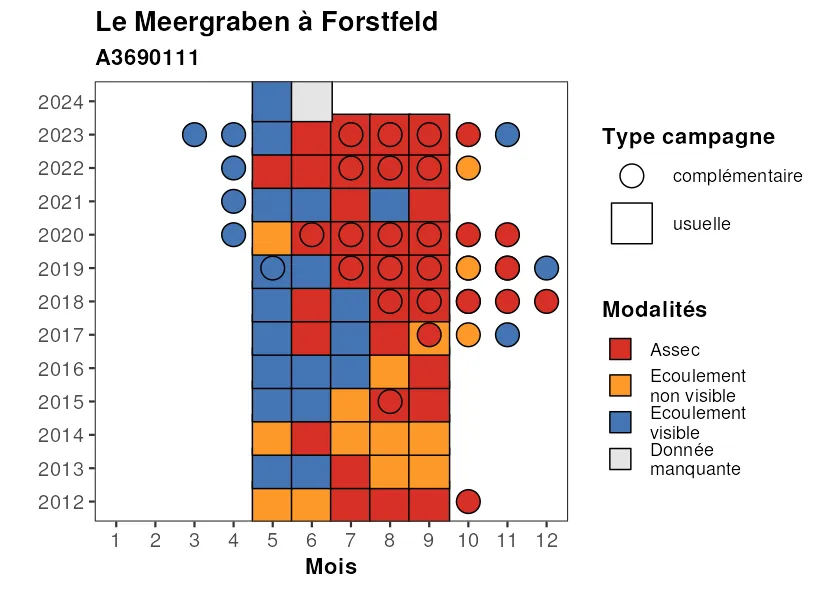 Le Meergraben à Forstfeld
A3690111
2024
2023
2022
2021
2020
2019
2018
2017
2016
2015
2014
2013
2012
1 2 3 4 5 6 7 8 9 10 11 12
Mois
Type campagne
complémentaire
usuelle
Modalités
Assec
Ecoulement
non visible
Ecoulement
visible
Donnée
manquante